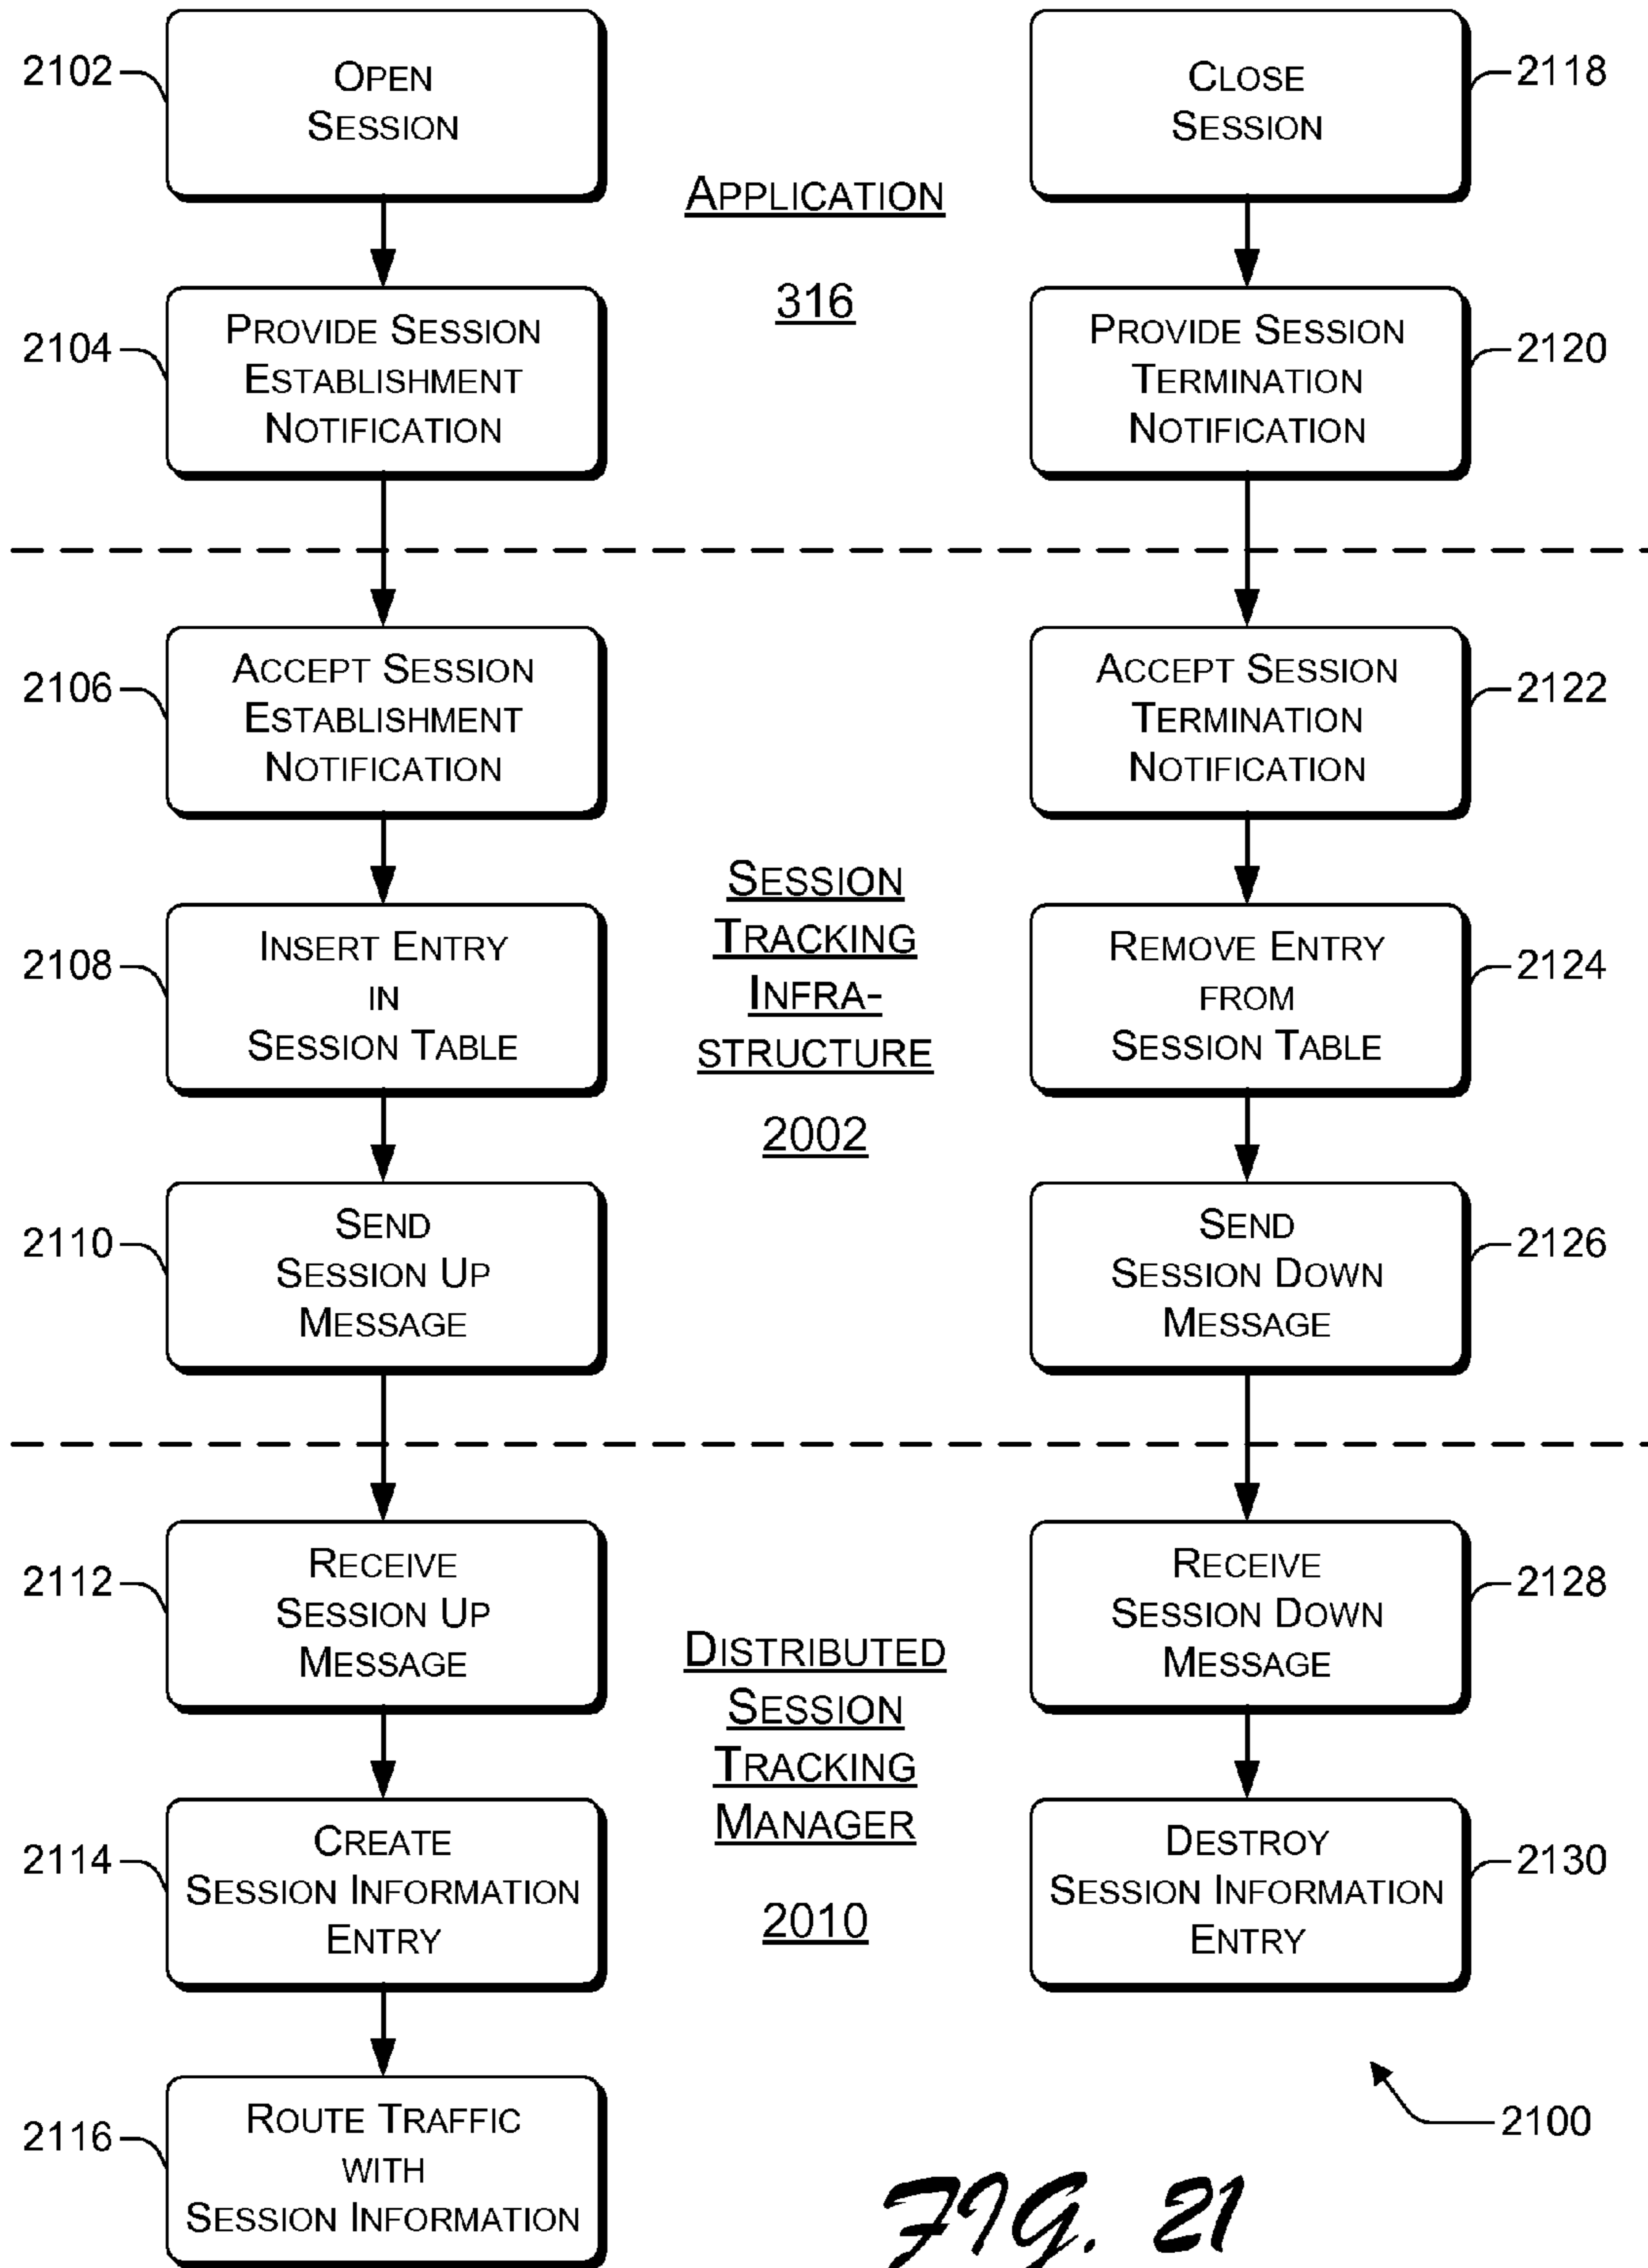 2102
OPEN
SESSION
CLOSE
SESSION
2118
APPLICATION
316
2104
PROVIDE SESSION
ESTABLISHMENT
NOTIFICATION
PROVIDE SESSION
TERMINATION
NOTIFICATION
2120
2106
ACCEPT SESSION
ESTABLISHMENT
NOTIFICATION
ACCEPT SESSION
TERMINATION
NOTIFICATION
2122
SESSION
TRACKING
INFRA-
STRUCTURE
2002
2108
INSERT ENTRY
IN
SESSION TABLE
REMOVE ENTRY
FROM
SESSION TABLE
2124
2110
SEND
SESSION UP
MESSAGE
SEND
SESSION DOWN
MESSAGE
2126
2112
RECEIVE
SESSION UP
MESSAGE
RECEIVE
SESSION DOWN
MESSAGE
2128
DISTRIBUTED
SESSION
TRACKING
MANAGER
2010
2114
CREATE
SESSION INFORMATION
ENTRY
DESTROY
SESSION INFORMATION
ENTRY
2130
2116
ROUTE TRAFFIC
WITH
SESSION INFORMATION
2100
FIG. 21